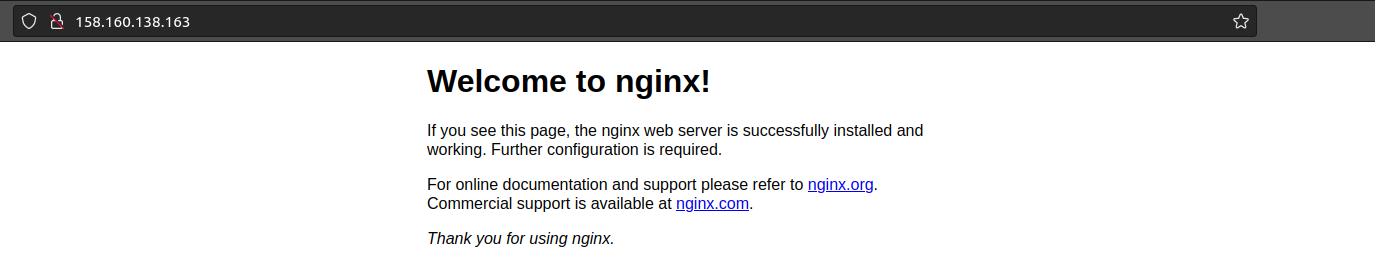 158.160.138.163
Welcome to nginx!
If you see this page, the nginx web server is successfully installed and
working. Further configuration is required.
For online documentation and support please refer to nginx.org.
Commercial support is available at nginx.com.
Thank you for using nginx.